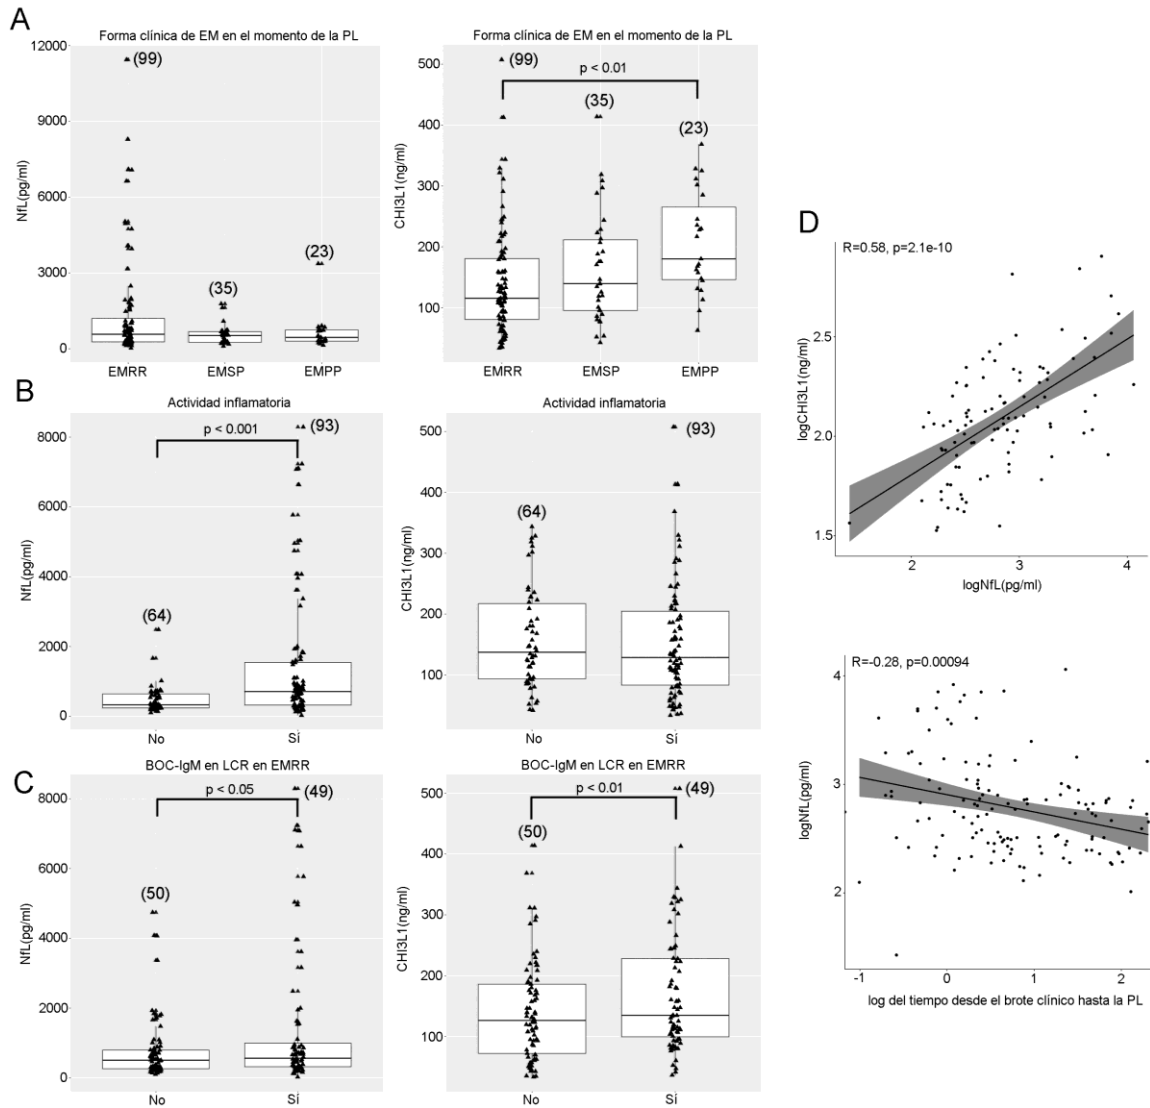 A
Forma clínica de EM en el momento de la PL
12000
9000
6000
3000
0
NfL(pg/ml)
(99)
(35)
(23)
EMRR
EMSP
EMPP
Forma clínica de EM en el momento de la PL
500
400
300
200
100
CHI3L1(ng/ml)
(99)
p < 0.01
(35)
(23)
EMRR
EMSP
EMPP
B
Actividad inflamatoria
8000
6000
4000
2000
0
NfL(pg/ml)
p < 0.001
(93)
(64)
No
Sí
Actividad inflamatoria
500
400
300
200
100
CHI3L1(ng/ml)
(93)
(64)
No
Sí
C
BOC-IgM en LCR en EMRR
8000
6000
4000
2000
0
NfL(pg/ml)
p < 0.05
(49)
(50)
No
Sí
BOC-IgM en LCR en EMRR
500
400
300
200
100
CHI3L1(ng/ml)
p < 0.01
(49)
(50)
No
Sí
D
R=0.58, p=2.1e-10
2.5
2.0
1.5
logCHI3L1(ng/ml)
2
3
4
logNfL(pg/ml)
R=-0.28, p=0.00094
4
3
2
logNfL(pg/ml)
-1
0
1
2
log del tiempo desde el brote clínico hasta la PL